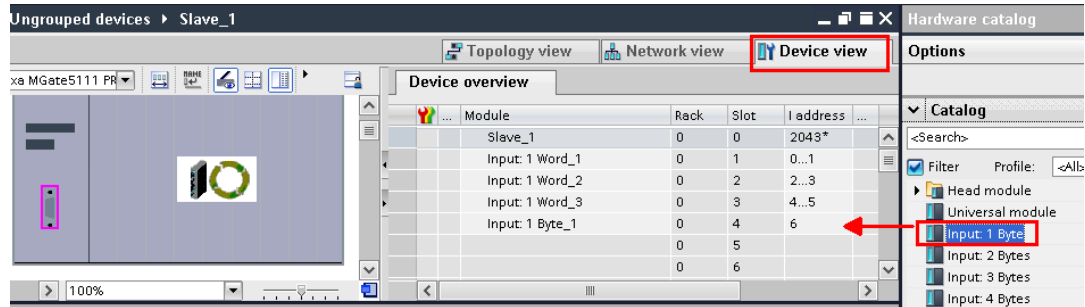 Ungrouped devices ▸ Slave_1
Hardware catalog
Topology view
Network view
Device view
Options
xa MGate5111 PR
Device overview
... Module Rack Slot I address ...
Slave_1 0 0 2043*
Input: 1 Word_1 0 1 0...1
Input: 1 Word_2 0 2 2...3
Input: 1 Word_3 0 3 4...5
Input: 1 Byte_1 0 4 6
0 5
0 6
100%
Catalog
<Search>
Filter Profile: <All>
Head module
Universal module
Input: 1 Byte
Input: 2 Bytes
Input: 3 Bytes
Input: 4 Bytes